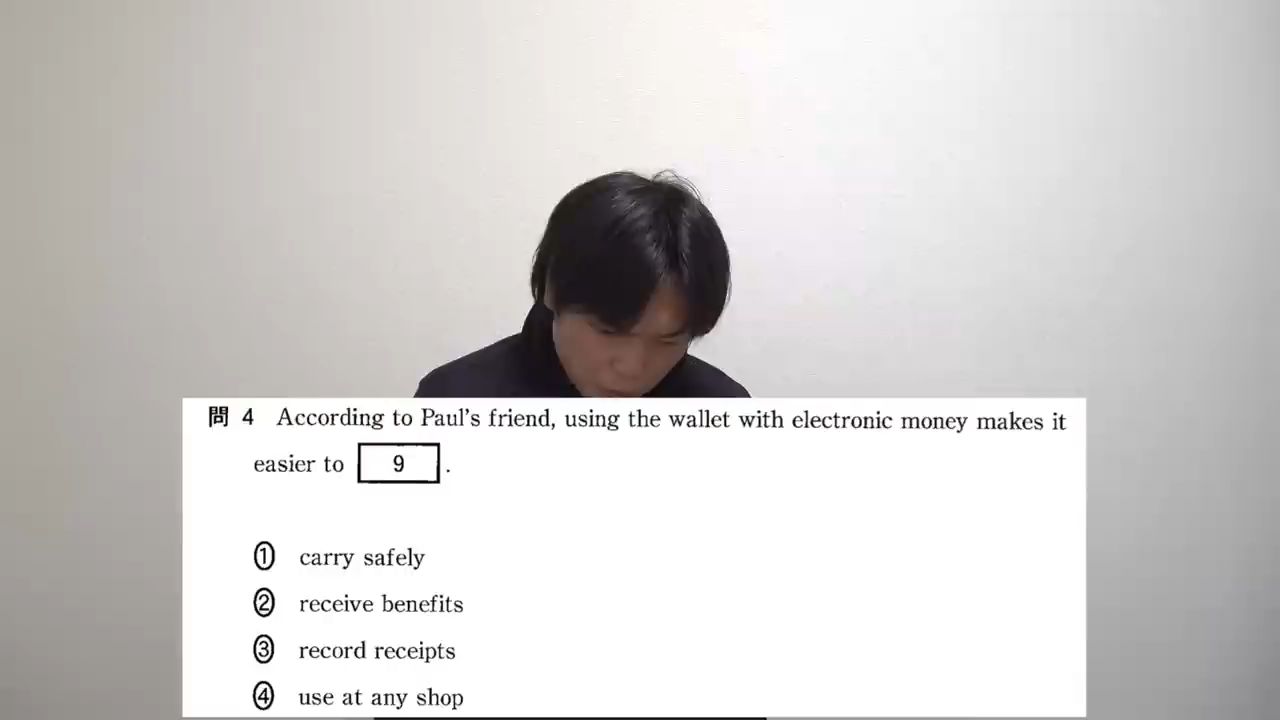 問 4 According to Paul's friend, using the wallet with electronic money makes it
easier to 9 .
① carry safely
② receive benefits
③ record receipts
④ use at any shop